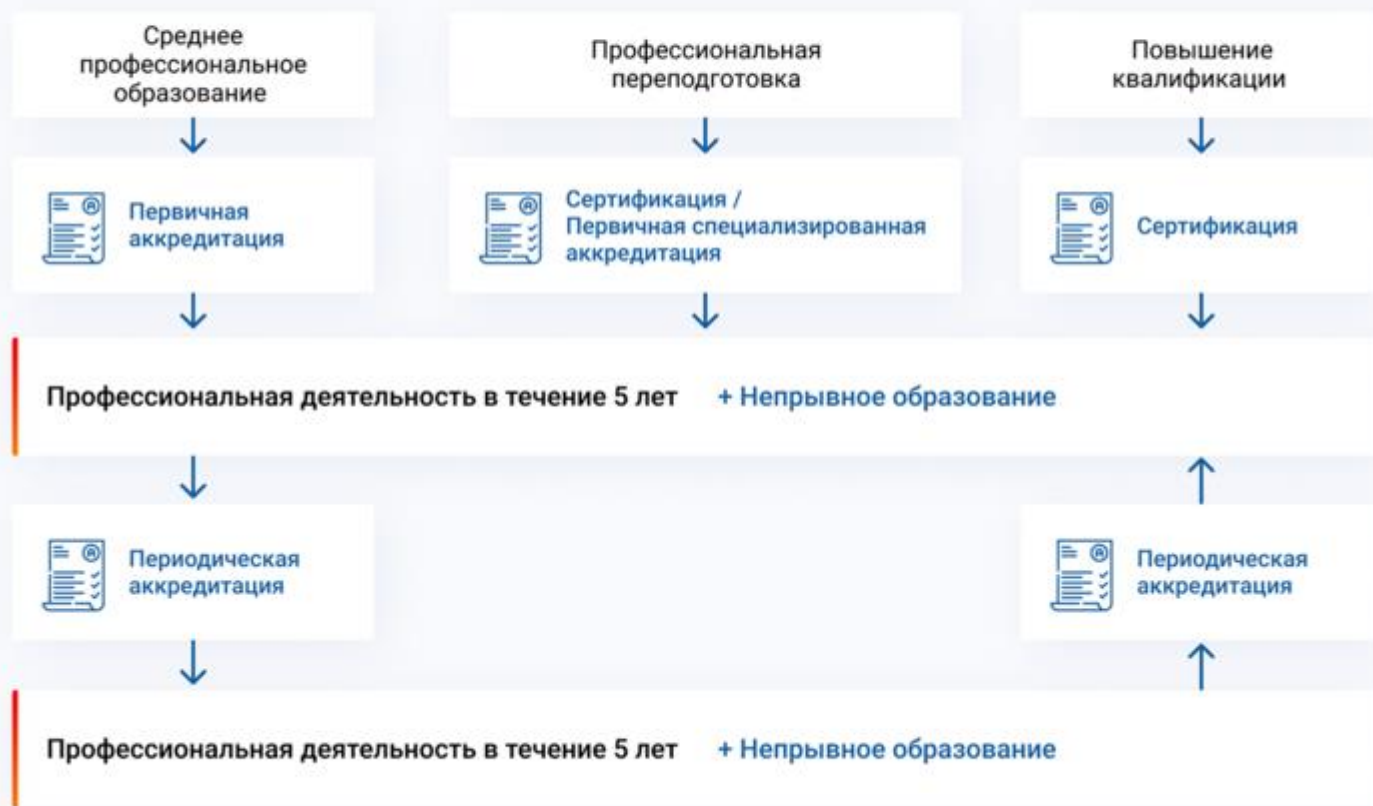 Среднее
профессиональное
образование
Профессиональная
переподготовка
Повышение
квалификации
Первичная
аккредитация
Сертификация /
Первичная специализированная
аккредитация
Сертификация
Профессиональная деятельность в течение 5 лет + Непрывное образование
Периодическая
аккредитация
Периодическая
аккредитация
Профессиональная деятельность в течение 5 лет + Непрывное образование